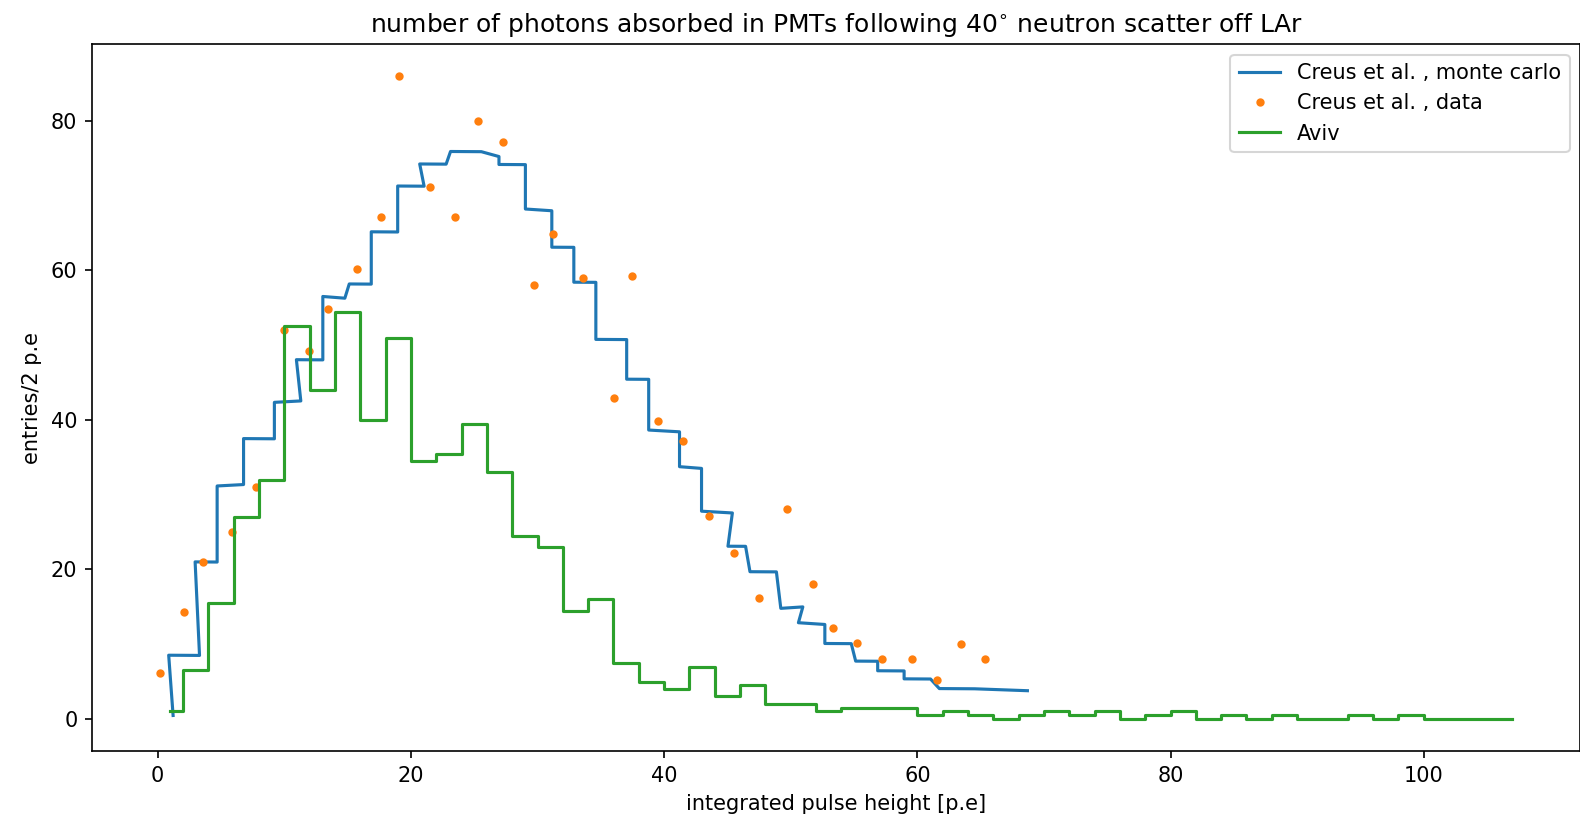 number of photons absorbed in PMTs following 40° neutron scatter off LAr
Creus et al. , monte carlo
Creus et al. , data
Aviv
entries/2 p.e
80
60
40
20
0
0 20 40 60 80 100
integrated pulse height [p.e]